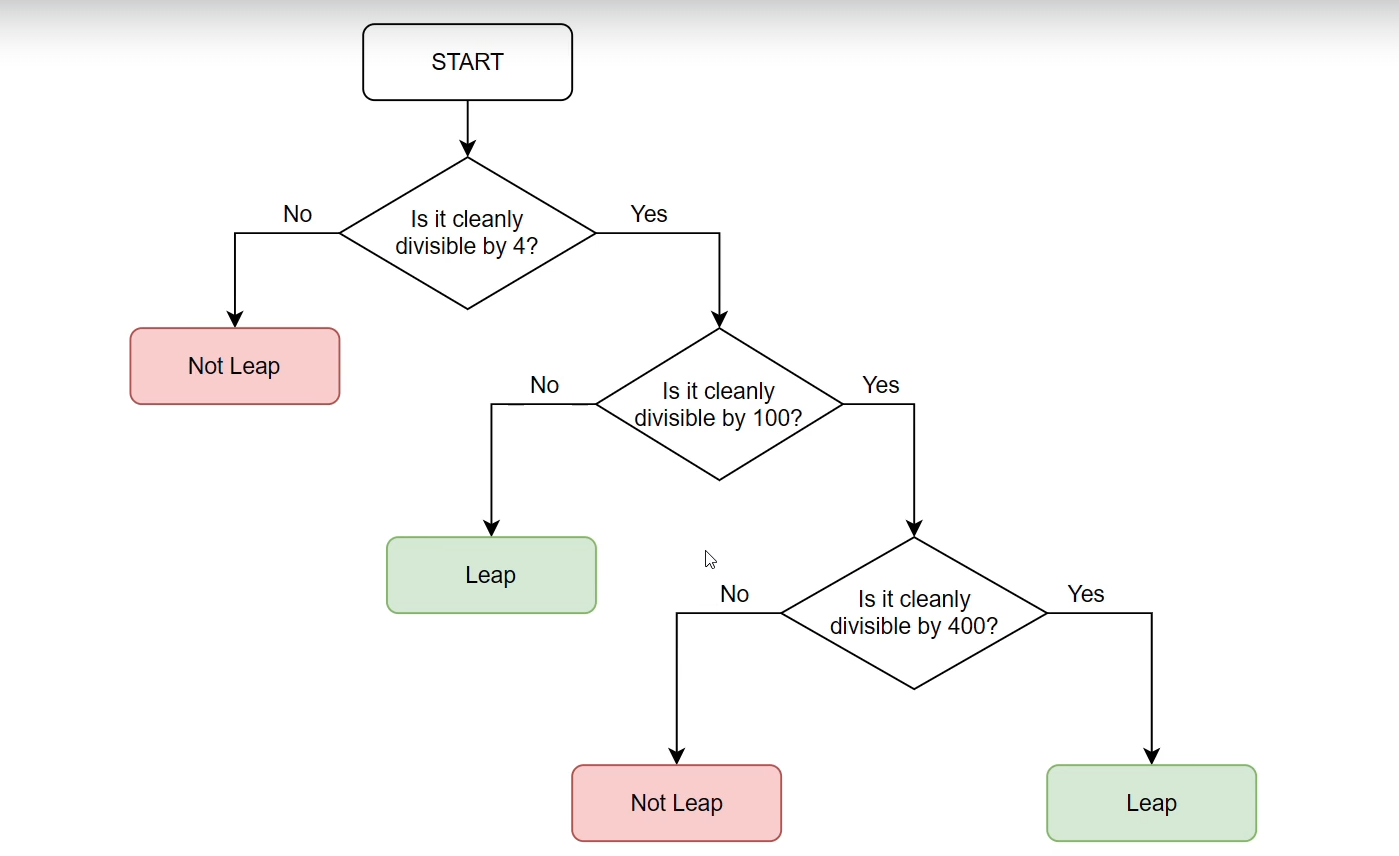 START
No
Yes
Is it cleanly
divisible by 4?
Not Leap
No
Yes
Is it cleanly
divisible by 100?
Leap
No
Yes
Is it cleanly
divisible by 400?
Not Leap
Leap